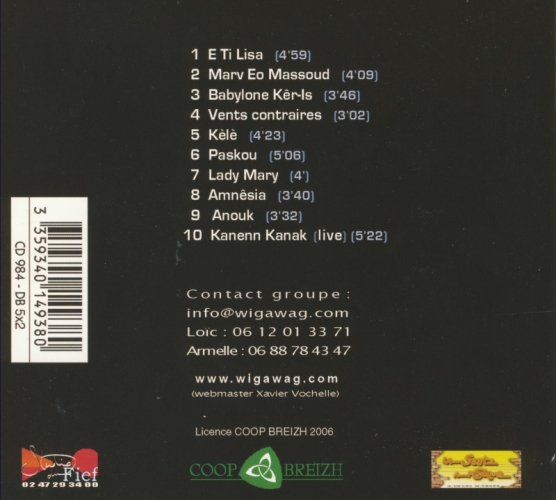 1 E Ti Lisa (4'59)
2 Marv Eo Massoud (4'09)
3 Babylone Kêr-Is (3'46)
4 Vents contraires (3'02)
5 Kèlè (4'23)
6 Paskou (5'06)
7 Lady Mary (4')
8 Amnêsia (3'40)
9 Anouk (3'32)
10 Kanenn Kanak (live) (5'22)
3 359340 149380
CD 984 - DB 5x2
Contact groupe :
info@wigawag.com
Loïc : 06 12 01 33 71
Armelle : 06 88 78 43 47
www.wigawag.com
(webmaster Xavier Vochelle)
Licence COOP BREIZH 2006
Fief
02 47 29 34 00
COOP BREIZH